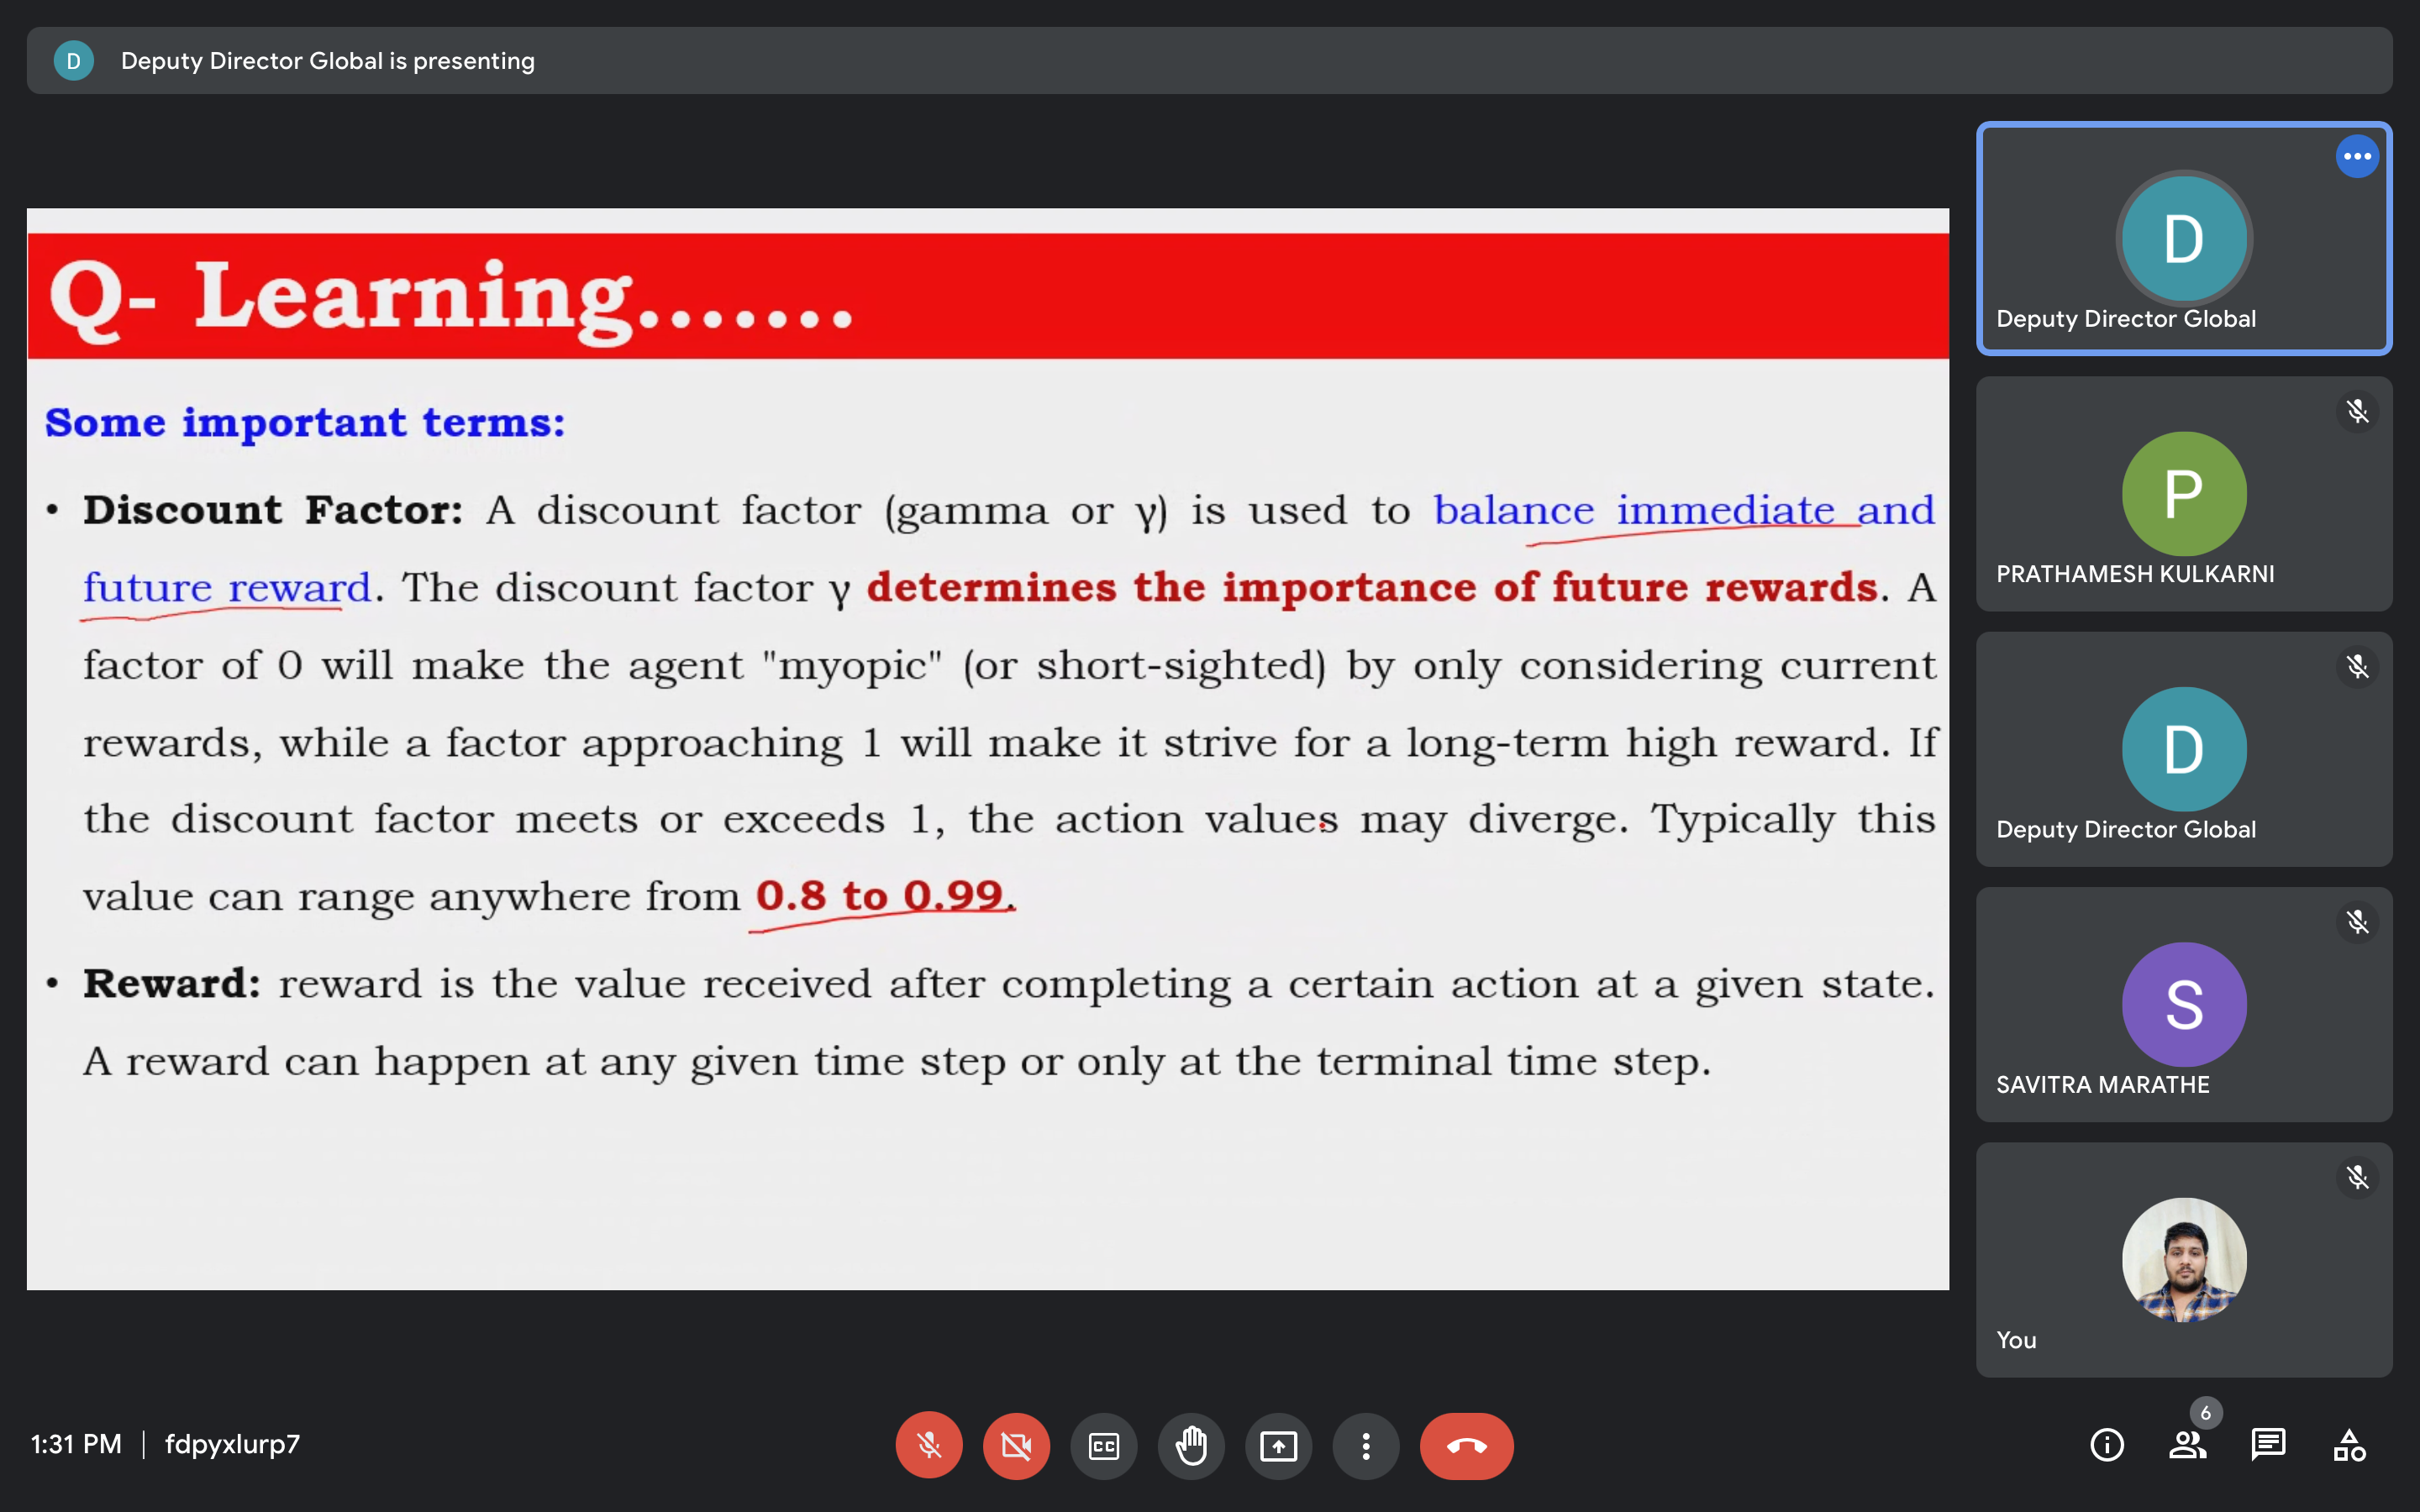 D
Deputy Director Global is presenting
Q- Learning.......
Some important terms:
• Discount Factor: A discount factor (gamma or γ) is used to balance immediate and
future reward. The discount factor γ determines the importance of future rewards. A
factor of 0 will make the agent "myopic" (or short-sighted) by only considering current
rewards, while a factor approaching 1 will make it strive for a long-term high reward. If
the discount factor meets or exceeds 1, the action values may diverge. Typically this
value can range anywhere from 0.8 to 0.99.
• Reward: reward is the value received after completing a certain action at a given state.
A reward can happen at any given time step or only at the terminal time step.
D
Deputy Director Global
P
PRATHAMESH KULKARNI
D
Deputy Director Global
S
SAVITRA MARATHE
You
1:31 PM | fdpyxlurp7
CC
6